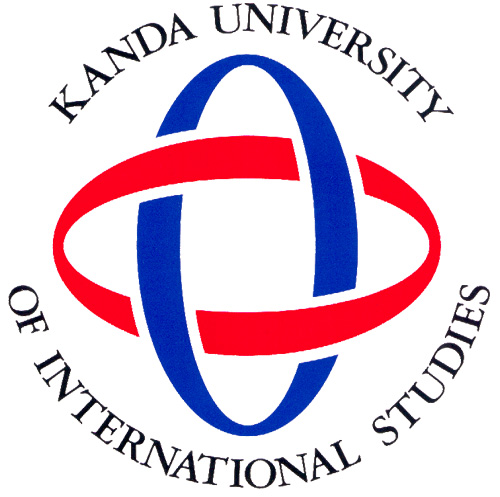 KANDA UNIVERSITY
OF INTERNATIONAL STUDIES